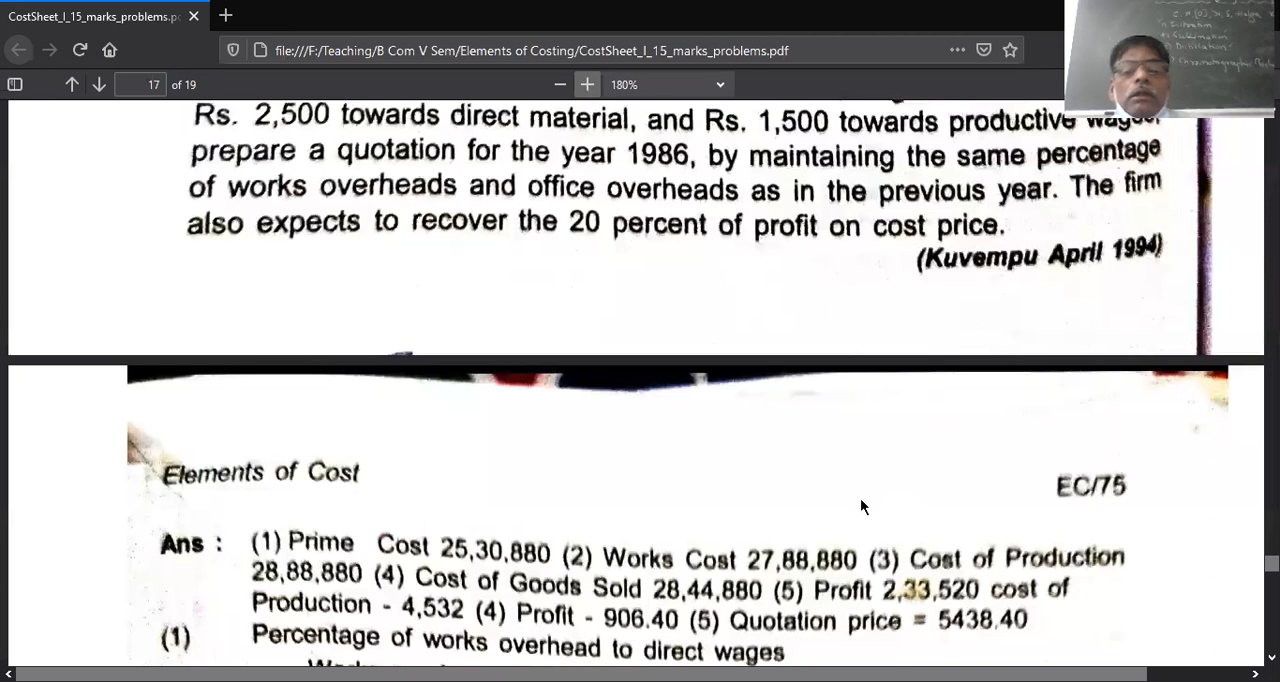 CostSheet_I_15_marks_problems.pc
file:///F:/Teaching/B Com V Sem/Elements of Costing/CostSheet_I_15_marks_problems.pdf
17 of 19
180%
Rs. 2,500 towards direct material, and Rs. 1,500 towards productive wages,
prepare a quotation for the year 1986, by maintaining the same percentage
of works overheads and office overheads as in the previous year. The firm
also expects to recover the 20 percent of profit on cost price.
(Kuvempu April 1994)
Elements of Cost
EC/75
Ans : (1) Prime Cost 25,30,880 (2) Works Cost 27,88,880 (3) Cost of Production
28,88,880 (4) Cost of Goods Sold 28,44,880 (5) Profit 2,33,520 cost of
Production - 4,532 (4) Profit - 906.40 (5) Quotation price = 5438.40
(1) Percentage of works overhead to direct wages